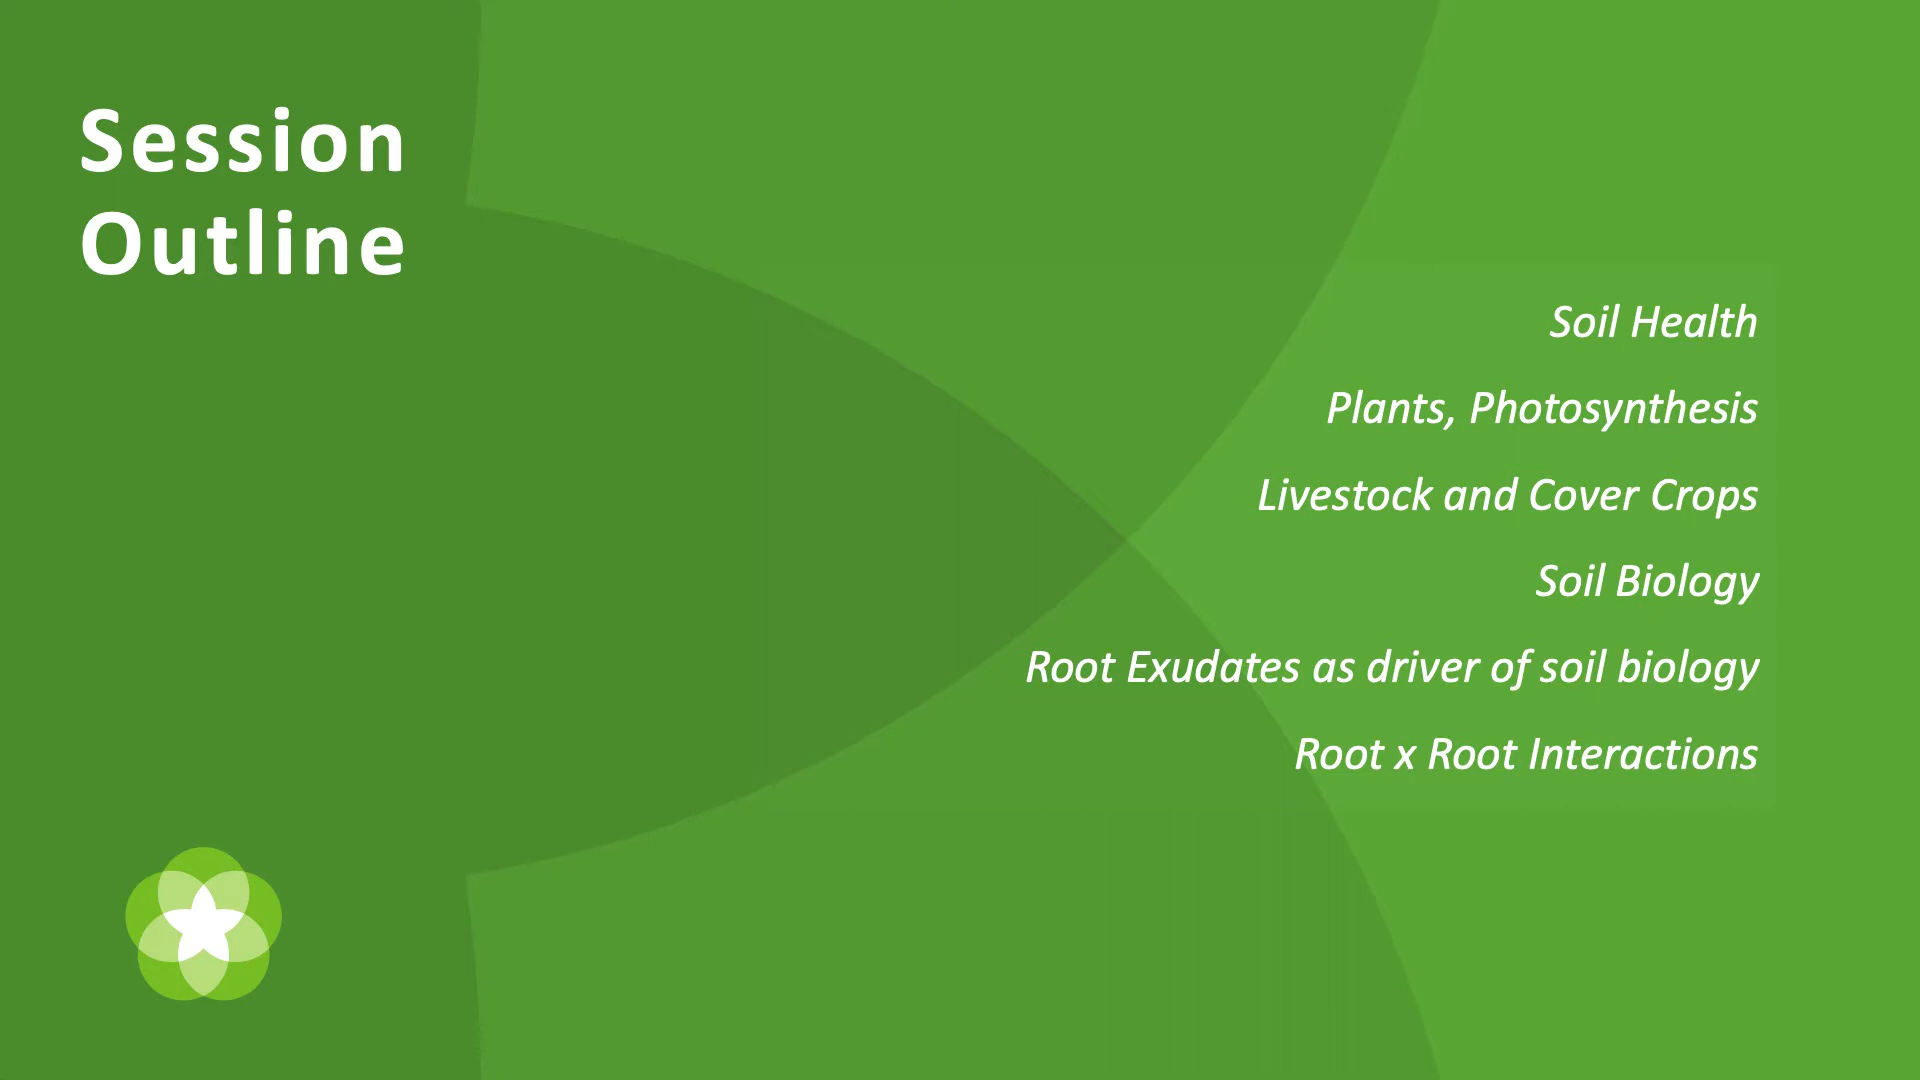 Session
Outline
Soil Health
Plants, Photosynthesis
Livestock and Cover Crops
Soil Biology
Root Exudates as driver of soil biology
Root x Root Interactions